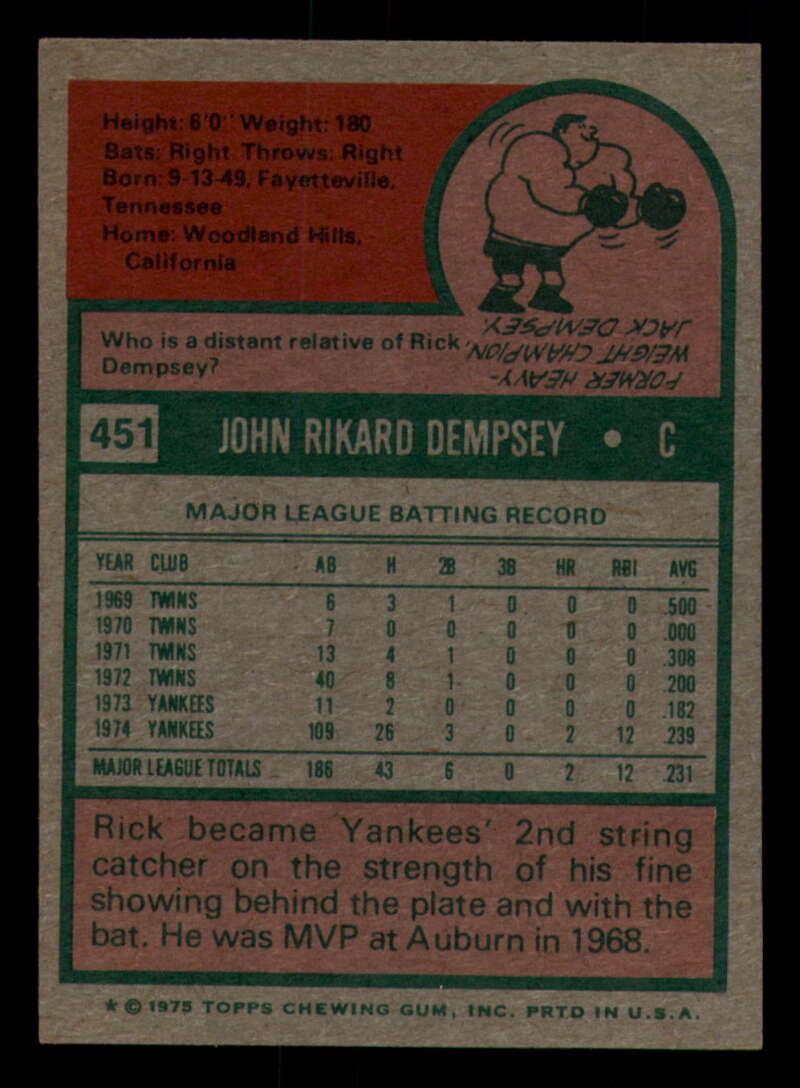 Height: 6'0" Weight: 180
Bats: Right Throws: Right
Born: 9-13-49, Fayetteville,
Tennessee
Home: Woodland Hills,
California
Who is a distant relative of Rick
Dempsey?
FORMER HEAVY-
WEIGHT CHAMPION,
JACK DEMPSEY.
451 JOHN RIKARD DEMPSEY • C
MAJOR LEAGUE BATTING RECORD
YEAR CLUB AB H 2B 3B HR RBI AVG
1969 TWINS 6 3 1 0 0 0 .500
1970 TWINS 7 0 0 0 0 0 .000
1971 TWINS 13 4 1 0 0 0 .308
1972 TWINS 40 8 1 0 0 0 .200
1973 YANKEES 11 2 0 0 0 0 .182
1974 YANKEES 109 26 3 0 2 12 .239
MAJOR LEAGUE TOTALS 186 43 6 0 2 12 .231
Rick became Yankees' 2nd string
catcher on the strength of his fine
showing behind the plate and with the
bat. He was MVP at Auburn in 1968.
★ © 1975 TOPPS CHEWING GUM, INC. PRTD IN U.S.A.